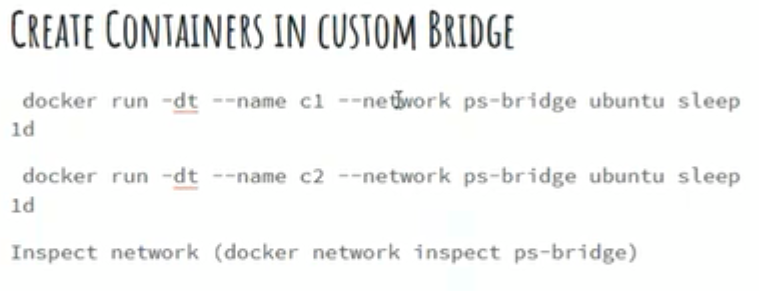 CREATE CONTAINERS IN CUSTOM BRIDGE
docker run -dt --name c1 --network ps-bridge ubuntu sleep
1d
docker run -dt --name c2 --network ps-bridge ubuntu sleep
1d
Inspect network (docker network inspect ps-bridge)